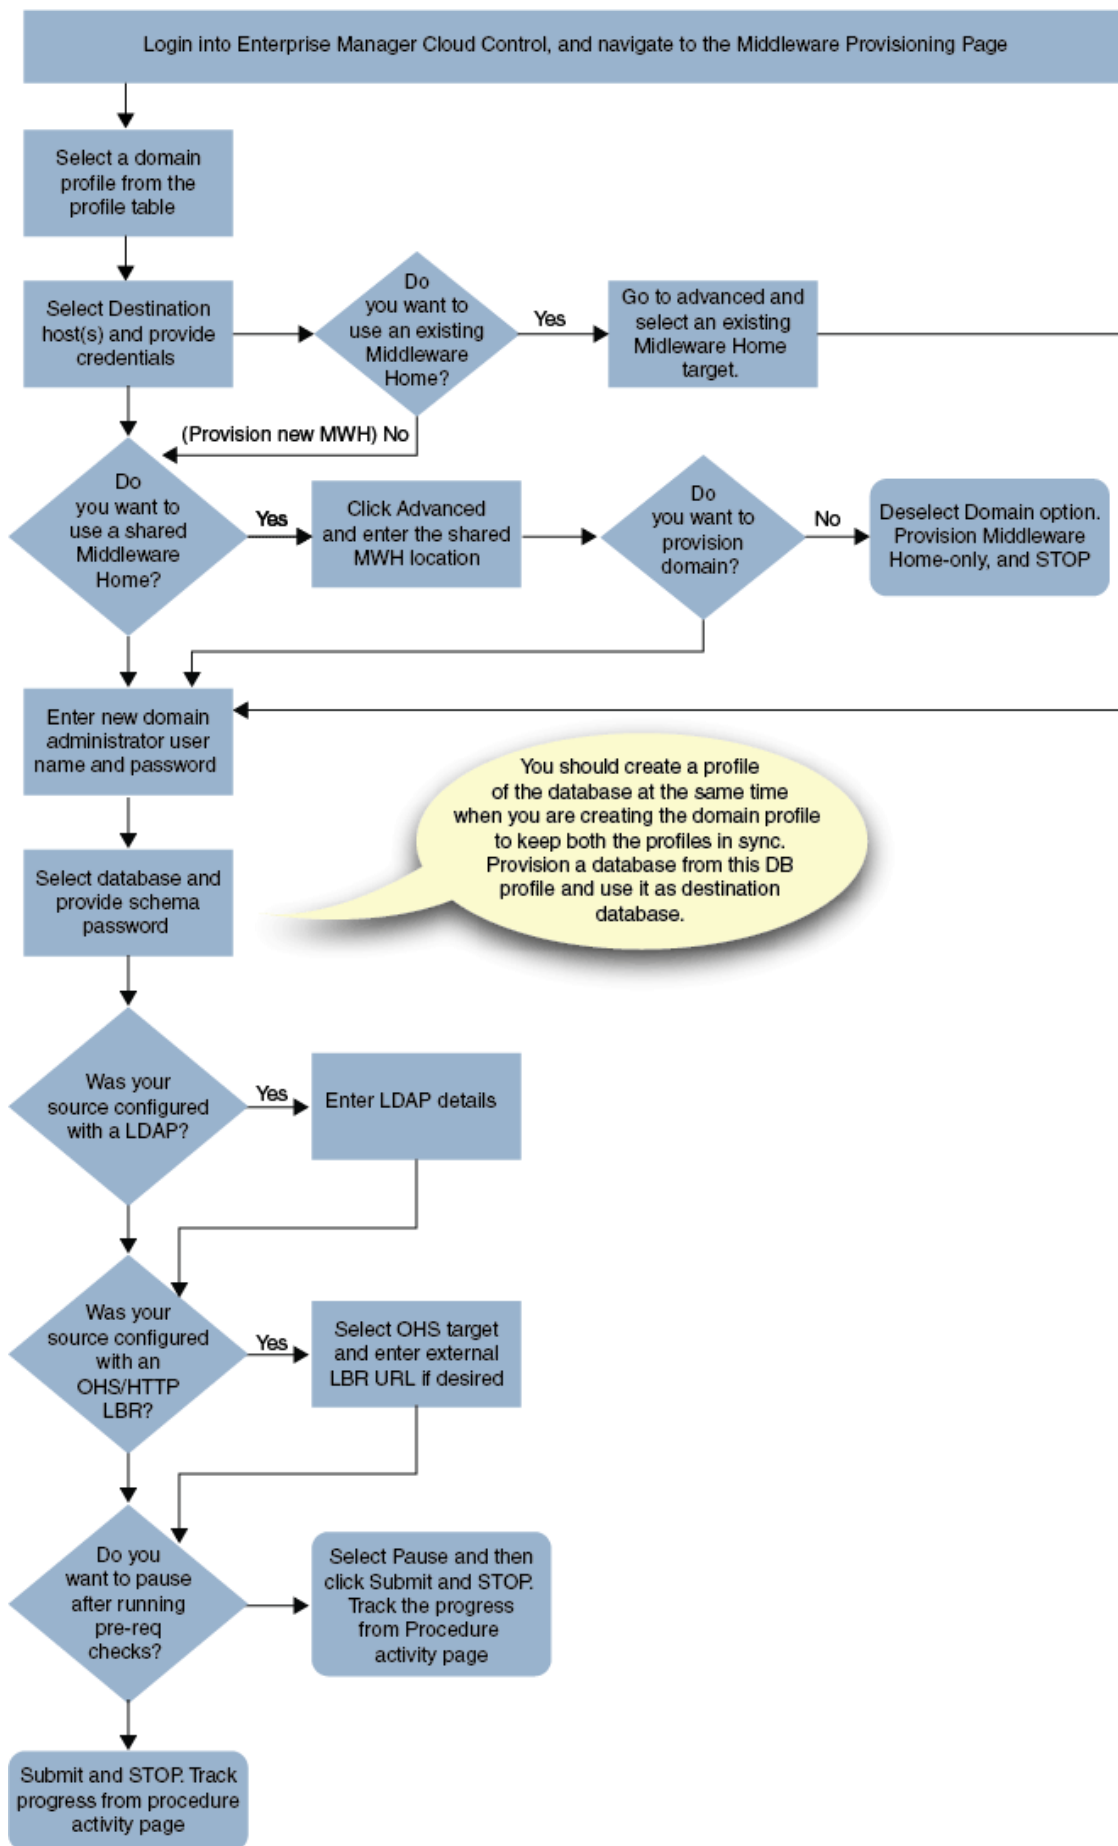 Login into Enterprise Manager Cloud Control, and navigate to the Middleware Provisioning Page
Select a domain
profile from the
profile table
Select Destination
host(s) and provide
credentials
Do
you want to
use an existing
Middleware
Home?
Yes
Go to advanced and
select an existing
Midleware Home
target.
(Provision new MWH) No
Do
you want to
use a shared
Middleware
Home?
Yes
Click Advanced
and enter the shared
MWH location
Do
you want to
provision
domain?
No
Deselect Domain option.
Provision Middleware
Home-only, and STOP
Enter new domain
administrator user
name and password
You should create a profile
of the database at the same time
when you are creating the domain profile
to keep both the profiles in sync.
Provision a database from this DB
profile and use it as destination
database.
Select database and
provide schema
password
Was your
source configured
with a LDAP?
Yes
Enter LDAP details
Was your
source configured
with an
OHS/HTTP
LBR?
Yes
Select OHS target
and enter external
LBR URL if desired
Do you
want to pause
after running
pre-req
checks?
Select Pause and then
click Submit and STOP.
Track the progress
from Procedure
activity page
Submit and STOP. Track
progress from procedure
activity page